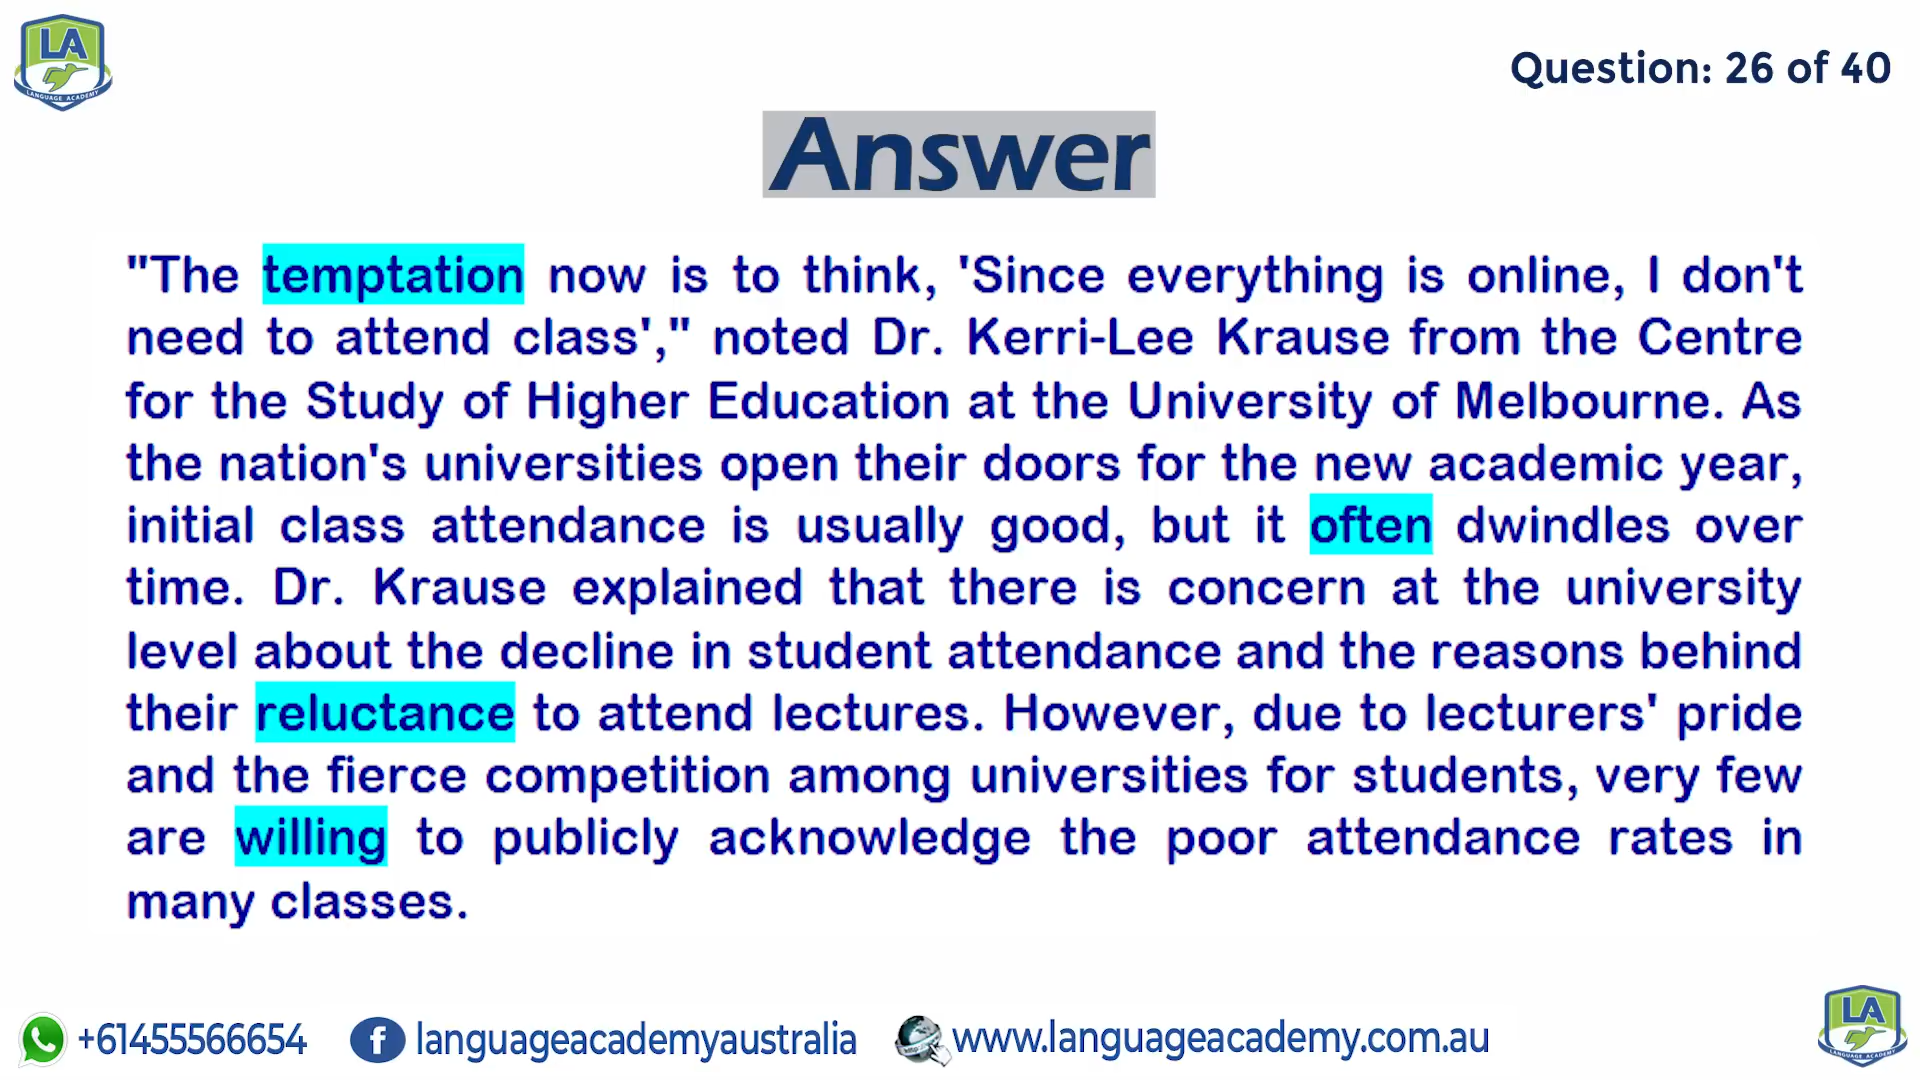 LA
LANGUAGE ACADEMY
Question: 26 of 40
Answer
"The temptation now is to think, 'Since everything is online, I don't
need to attend class'," noted Dr. Kerri-Lee Krause from the Centre
for the Study of Higher Education at the University of Melbourne. As
the nation's universities open their doors for the new academic year,
initial class attendance is usually good, but it often dwindles over
time. Dr. Krause explained that there is concern at the university
level about the decline in student attendance and the reasons behind
their reluctance to attend lectures. However, due to lecturers' pride
and the fierce competition among universities for students, very few
are willing to publicly acknowledge the poor attendance rates in
many classes.
+61455566654
f
languageacademyaustralia
www.languageacademy.com.au
LA
LANGUAGE ACADEMY